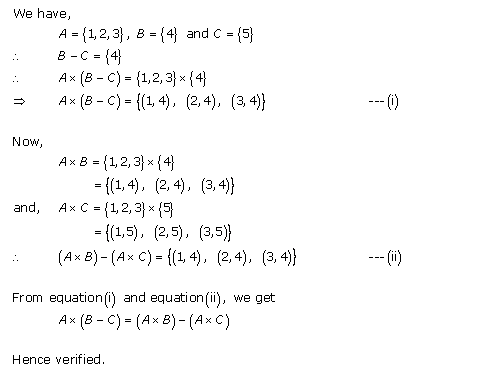 We have,
A = {1,2,3}, B = {4} and C = {5}
∴ B − C = {4}
∴ A × (B − C) = {1,2,3} × {4}
⇒ A × (B − C) = {(1, 4), (2, 4), (3, 4)} ---(i)
Now,
A × B = {1,2,3} × {4}
= {(1, 4), (2, 4), (3, 4)}
and, A × C = {1,2,3} × {5}
= {(1,5), (2,5), (3,5)}
∴ (A × B) − (A × C) = {(1, 4), (2, 4), (3, 4)} ---(ii)
From equation(i) and equation(ii), we get
A × (B − C) = (A × B) − (A × C)
Hence verified.